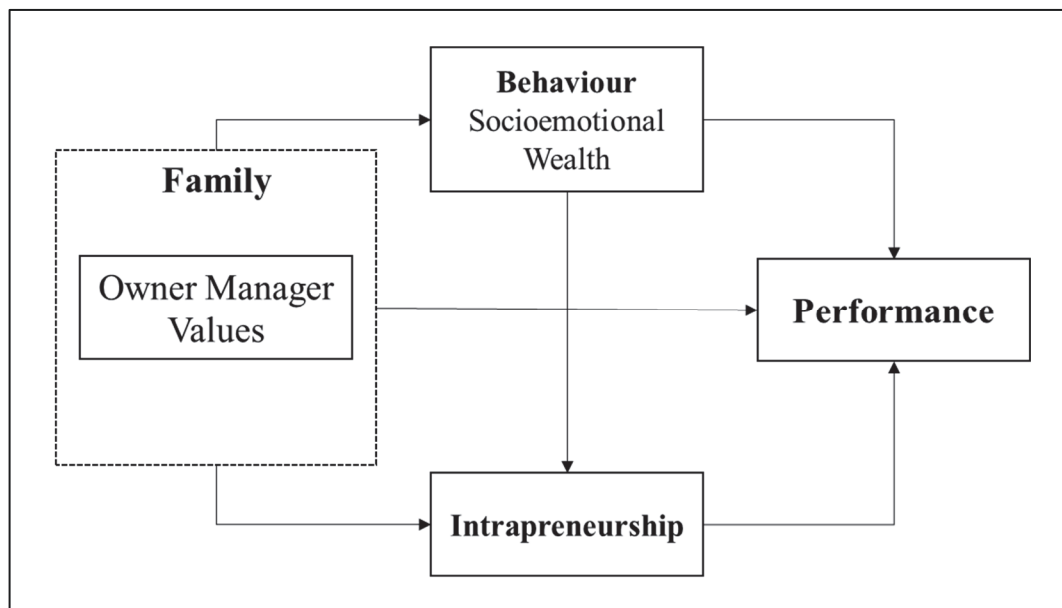 Behaviour
Socioemotional
Wealth
Family
Owner Manager
Values
Performance
Intrapreneurship